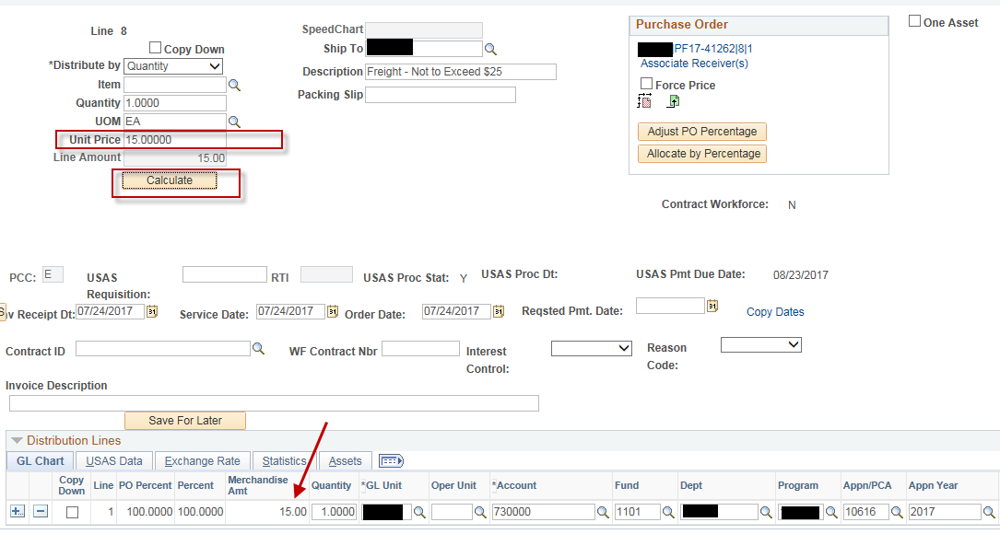 Line 8
Copy Down
*Distribute by Quantity
Item
Quantity 1.0000
UOM EA
Unit Price 15.00000
Line Amount 15.00
Calculate
SpeedChart
Ship To
Description Freight - Not to Exceed $25
Packing Slip
Purchase Order
PF17-41262|8|1
Associate Receiver(s)
Force Price
Adjust PO Percentage
Allocate by Percentage
One Asset
Contract Workforce: N
PCC: E USAS Requisition: RTI USAS Proc Stat: Y USAS Proc Dt: USAS Pmt Due Date: 08/23/2017
v Receipt Dt: 07/24/2017 Service Date: 07/24/2017 Order Date: 07/24/2017 Reqsted Pmt. Date: Copy Dates
Contract ID WF Contract Nbr Interest Control: Reason Code:
Invoice Description
Save For Later
Distribution Lines
GL Chart USAS Data Exchange Rate Statistics Assets
Copy Down Line PO Percent Percent Merchandise Amt Quantity *GL Unit Oper Unit *Account Fund Dept Program Appn/PCA Appn Year
1 100.0000 100.0000 15.00 1.0000 730000 1101 10616 2017